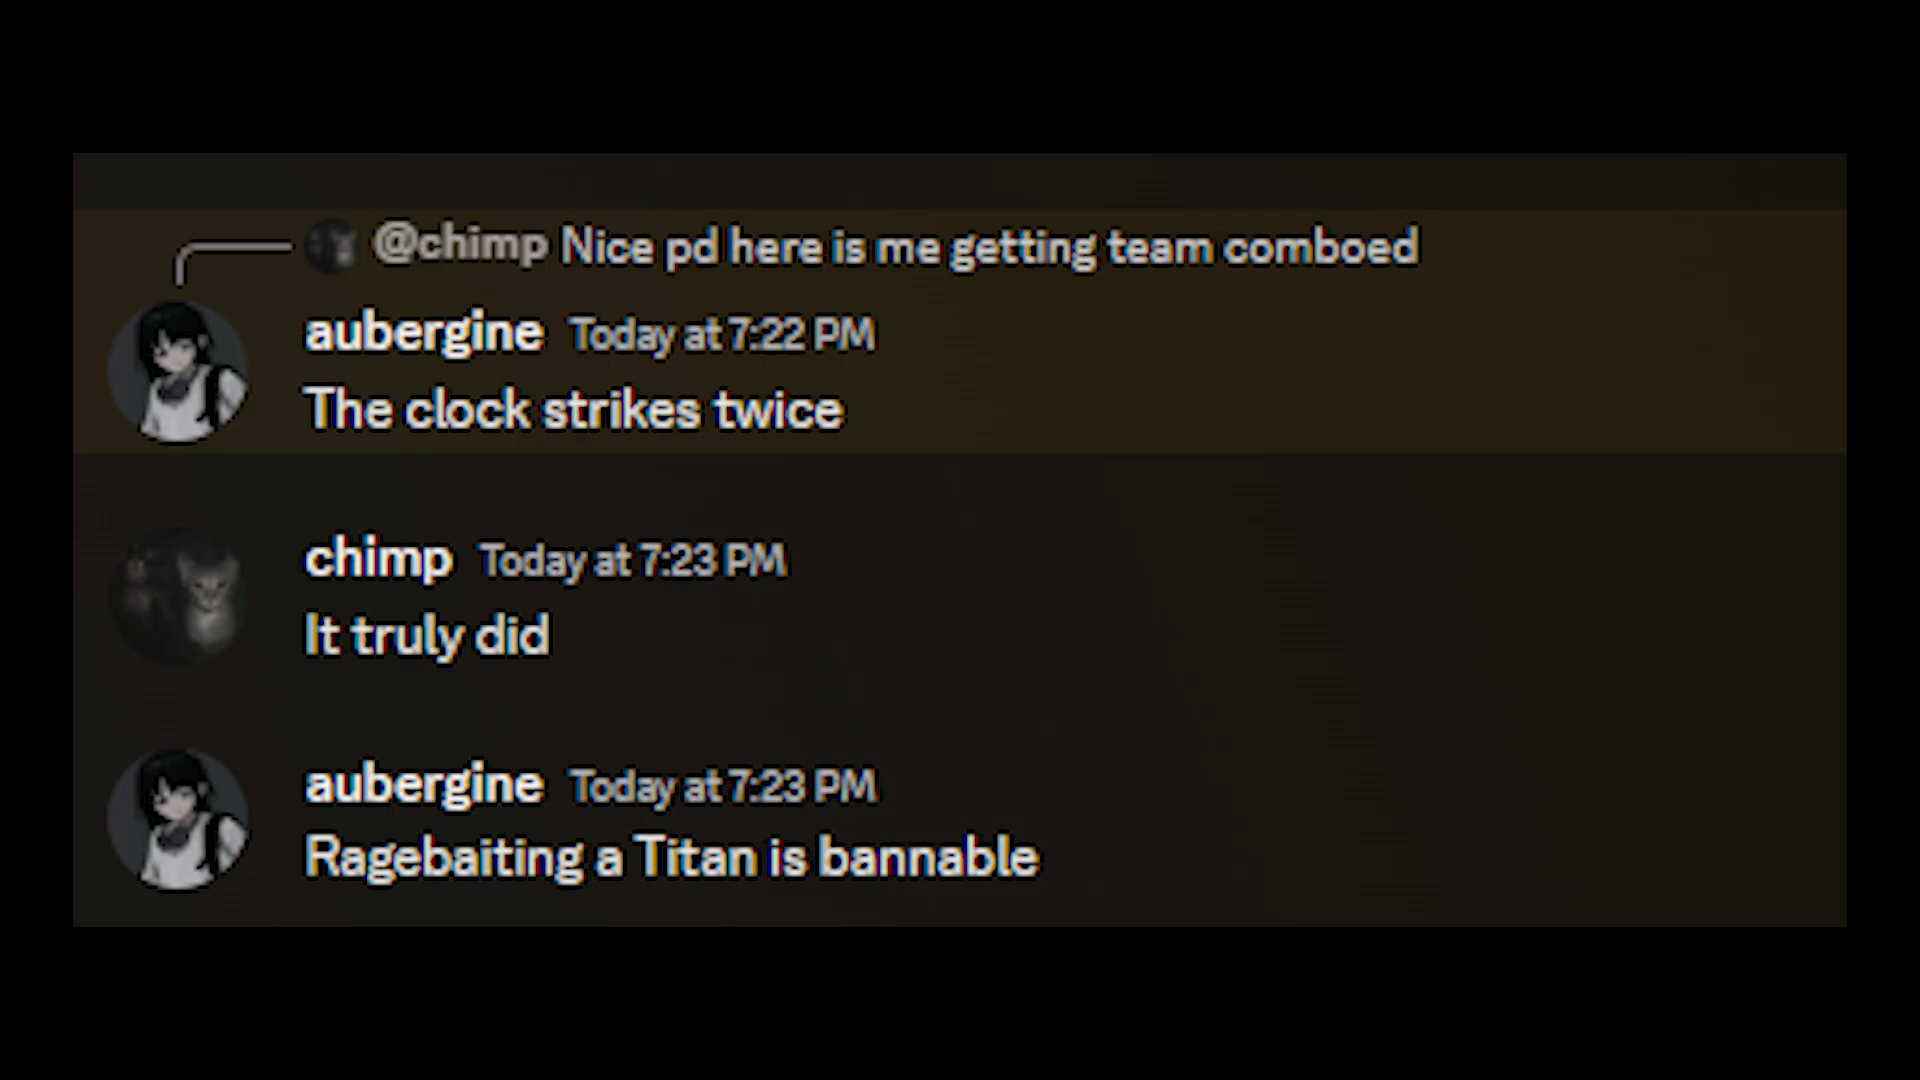 @chimp Nice pd here is me getting team comboed
aubergine Today at 7:22 PM
The clock strikes twice
chimp Today at 7:23 PM
It truly did
aubergine Today at 7:23 PM
Ragebaiting a Titan is bannable